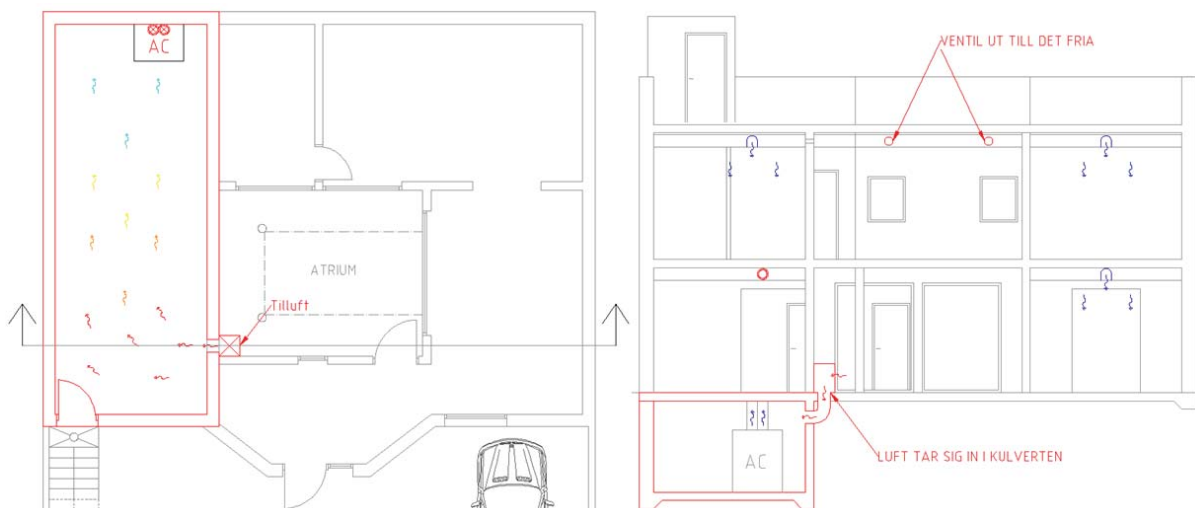 AC
ATRIUM
Tilluft
VENTIL UT TILL DET FRIA
LUFT TAR SIG IN I KULVERTEN
AC